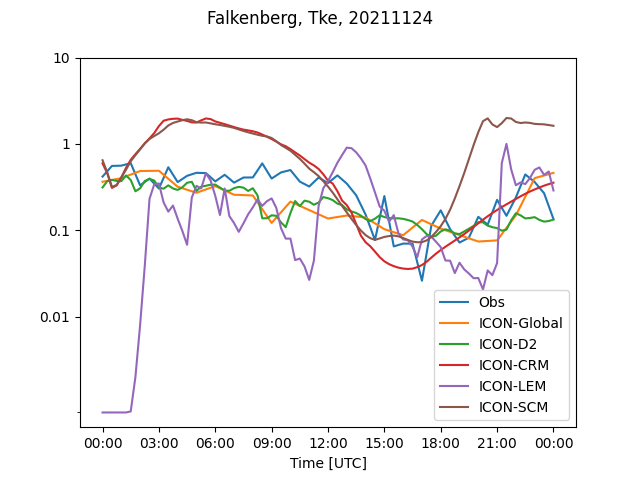 Falkenberg, Tke, 20211124
10
1
0.1
0.01
Obs
ICON-Global
ICON-D2
ICON-CRM
ICON-LEM
ICON-SCM
00:00 03:00 06:00 09:00 12:00 15:00 18:00 21:00 00:00
Time [UTC]